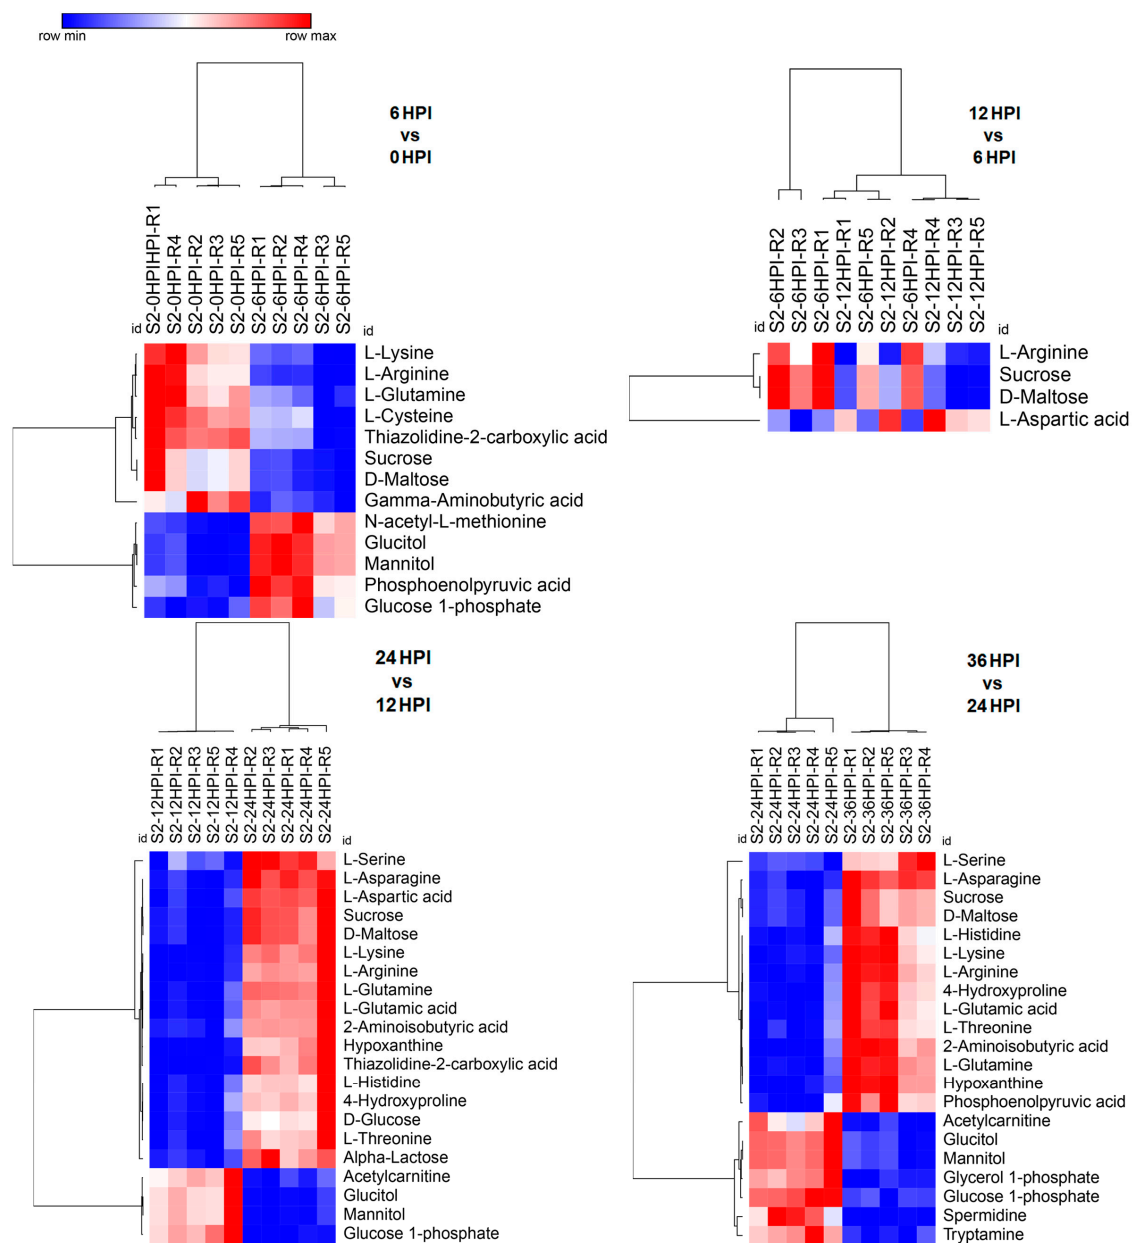 row min
row max
6 HPI
vs
0 HPI
id
S2-0HPIHPI-R1
S2-0HPI-R4
S2-0HPI-R2
S2-0HPI-R3
S2-0HPI-R5
S2-6HPI-R1
S2-6HPI-R2
S2-6HPI-R4
S2-6HPI-R3
S2-6HPI-R5
id
L-Lysine
L-Arginine
L-Glutamine
L-Cysteine
Thiazolidine-2-carboxylic acid
Sucrose
D-Maltose
Gamma-Aminobutyric acid
N-acetyl-L-methionine
Glucitol
Mannitol
Phosphoenolpyruvic acid
Glucose 1-phosphate
12 HPI
vs
6 HPI
id
S2-6HPI-R2
S2-6HPI-R3
S2-6HPI-R1
S2-12HPI-R1
S2-6HPI-R5
S2-12HPI-R2
S2-6HPI-R4
S2-12HPI-R4
S2-12HPI-R3
S2-12HPI-R5
id
L-Arginine
Sucrose
D-Maltose
L-Aspartic acid
24 HPI
vs
12 HPI
id
S2-12HPI-R1
S2-12HPI-R2
S2-12HPI-R3
S2-12HPI-R5
S2-12HPI-R4
S2-24HPI-R2
S2-24HPI-R3
S2-24HPI-R1
S2-24HPI-R4
S2-24HPI-R5
id
L-Serine
L-Asparagine
L-Aspartic acid
Sucrose
D-Maltose
L-Lysine
L-Arginine
L-Glutamine
L-Glutamic acid
2-Aminoisobutyric acid
Hypoxanthine
Thiazolidine-2-carboxylic acid
L-Histidine
4-Hydroxyproline
D-Glucose
L-Threonine
Alpha-Lactose
Acetylcarnitine
Glucitol
Mannitol
Glucose 1-phosphate
36 HPI
vs
24 HPI
id
S2-24HPI-R1
S2-24HPI-R2
S2-24HPI-R3
S2-24HPI-R4
S2-24HPI-R5
S2-36HPI-R1
S2-36HPI-R2
S2-36HPI-R5
S2-36HPI-R3
S2-36HPI-R4
id
L-Serine
L-Asparagine
Sucrose
D-Maltose
L-Histidine
L-Lysine
L-Arginine
4-Hydroxyproline
L-Glutamic acid
L-Threonine
2-Aminoisobutyric acid
L-Glutamine
Hypoxanthine
Phosphoenolpyruvic acid
Acetylcarnitine
Glucitol
Mannitol
Glycerol 1-phosphate
Glucose 1-phosphate
Spermidine
Tryptamine